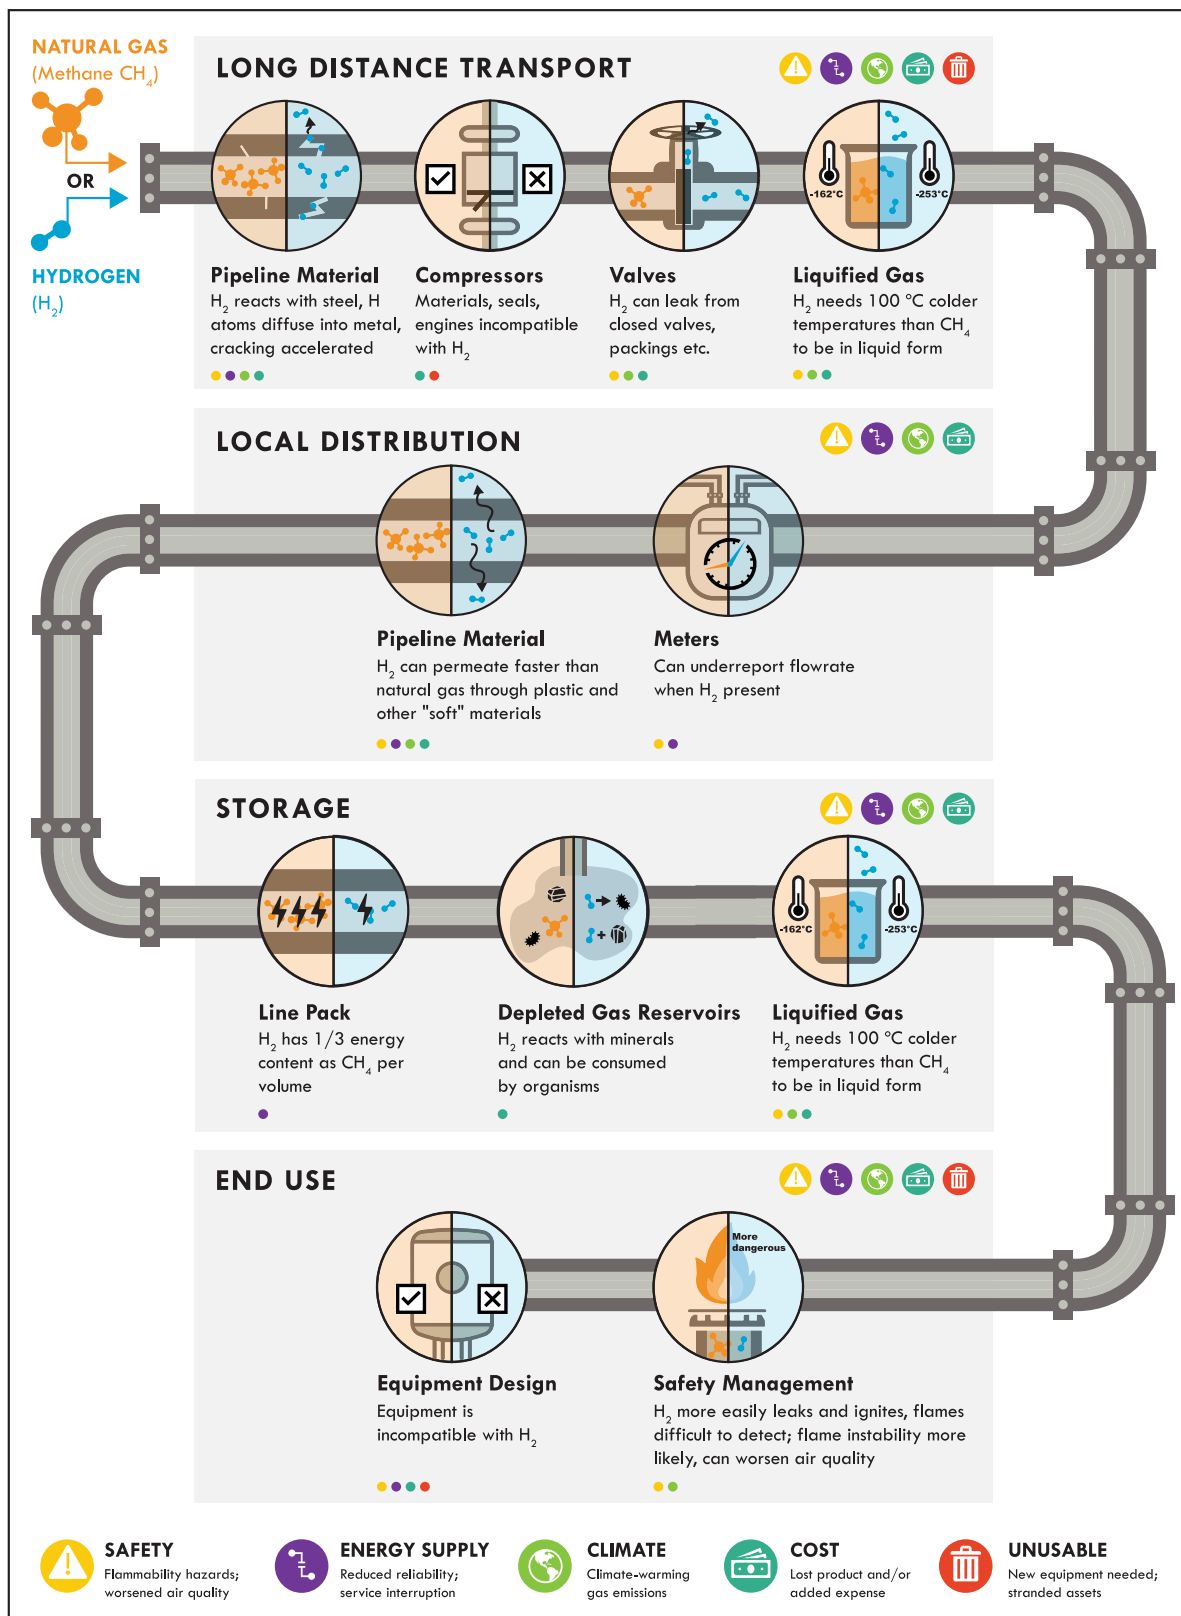 NATURAL GAS
(Methane CH₄)
OR
HYDROGEN
(H₂)
LONG DISTANCE TRANSPORT
-162°C
-253°C
Pipeline Material
H₂ reacts with steel, H
atoms diffuse into metal,
cracking accelerated
Compressors
Materials, seals,
engines incompatible
with H₂
Valves
H₂ can leak from
closed valves,
packings etc.
Liquified Gas
H₂ needs 100 °C colder
temperatures than CH₄
to be in liquid form
LOCAL DISTRIBUTION
Pipeline Material
H₂ can permeate faster than
natural gas through plastic and
other "soft" materials
Meters
Can underreport flowrate
when H₂ present
STORAGE
+
-162°C
-253°C
Line Pack
H₂ has 1/3 energy
content as CH₄ per
volume
Depleted Gas Reservoirs
H₂ reacts with minerals
and can be consumed
by organisms
Liquified Gas
H₂ needs 100 °C colder
temperatures than CH₄
to be in liquid form
END USE
More
dangerous
Equipment Design
Equipment is
incompatible with H₂
Safety Management
H₂ more easily leaks and ignites, flames
difficult to detect; flame instability more
likely, can worsen air quality
SAFETY
Flammability hazards;
worsened air quality
ENERGY SUPPLY
Reduced reliability;
service interruption
CLIMATE
Climate-warming
gas emissions
COST
Lost product and/or
added expense
UNUSABLE
New equipment needed;
stranded assets